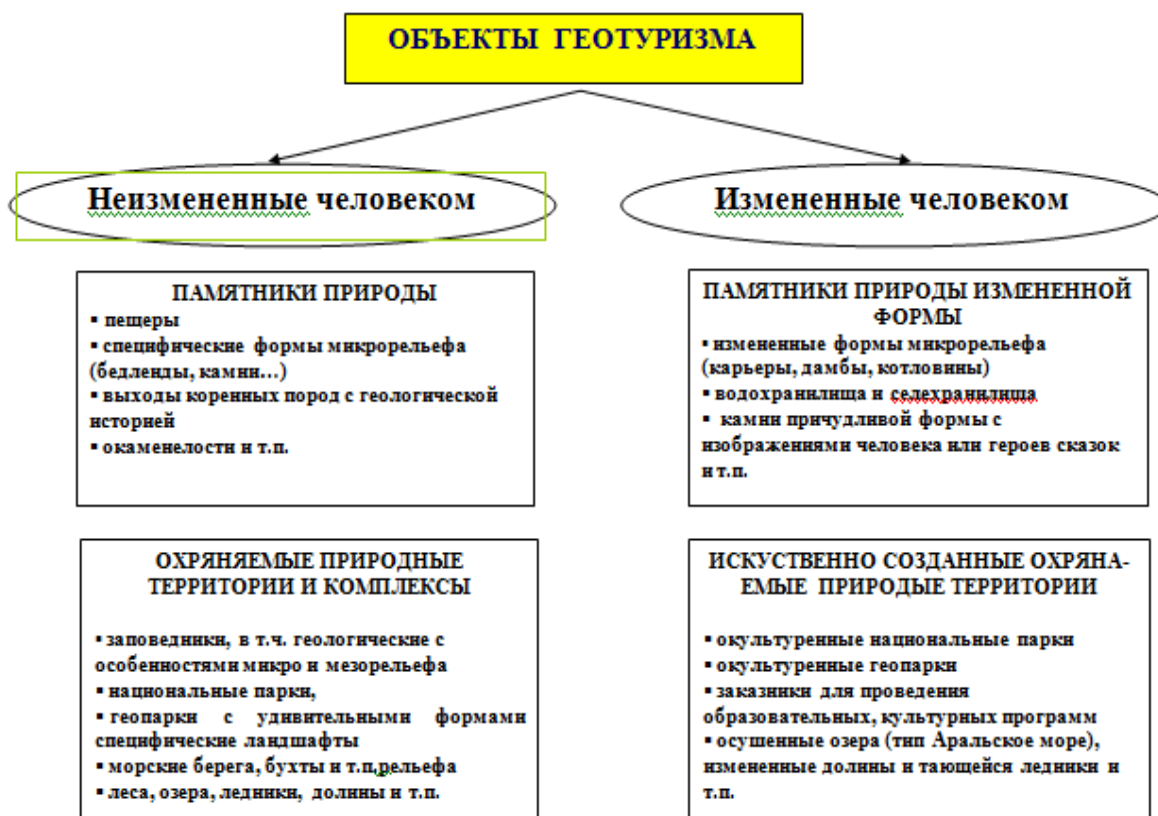 ОБЪЕКТЫ ГЕОТУРИЗМА
Неизмененные человеком
Измененные человеком
ПАМЯТНИКИ ПРИРОДЫ
▪ пещеры
▪ специфические формы микрорельефа
(бедленды, камни...)
▪ выходы коренных пород с геологической
историей
▪ окаменелости и т.п.
ПАМЯТНИКИ ПРИРОДЫ ИЗМЕНЕННОЙ
ФОРМЫ
▪ измененные формы микрорельефа
(карьеры, дамбы, котловины)
▪ водохранилища и селехранилища
▪ камни причудливой формы с
изображениями человека или героев сказок
и т.п.
ОХРЯНЯЕМЫЕ ПРИРОДНЫЕ
ТЕРРИТОРИИ И КОМПЛЕКСЫ
▪ заповедники, в т.ч. геологические с
особенностями микро и мезорельефа
▪ национальные парки,
▪ геопарки с удивительными формами
специфические ландшафты
▪ морские берега, бухты и т.п.рельефа
▪ леса, озера, ледники, долины и т.п.
ИСКУСТВЕННО СОЗДАННЫЕ ОХРЯНА-
ЕМЫЕ ПРИРОДЫЕ ТЕРРИТОРИИ
▪ окультуренные национальные парки
▪ окультуренные геопарки
▪ заказники для проведения
образовательных, культурных программ
▪ осушенные озера (тип Аральское море),
измененные долины и тающейся ледники и
т.п.